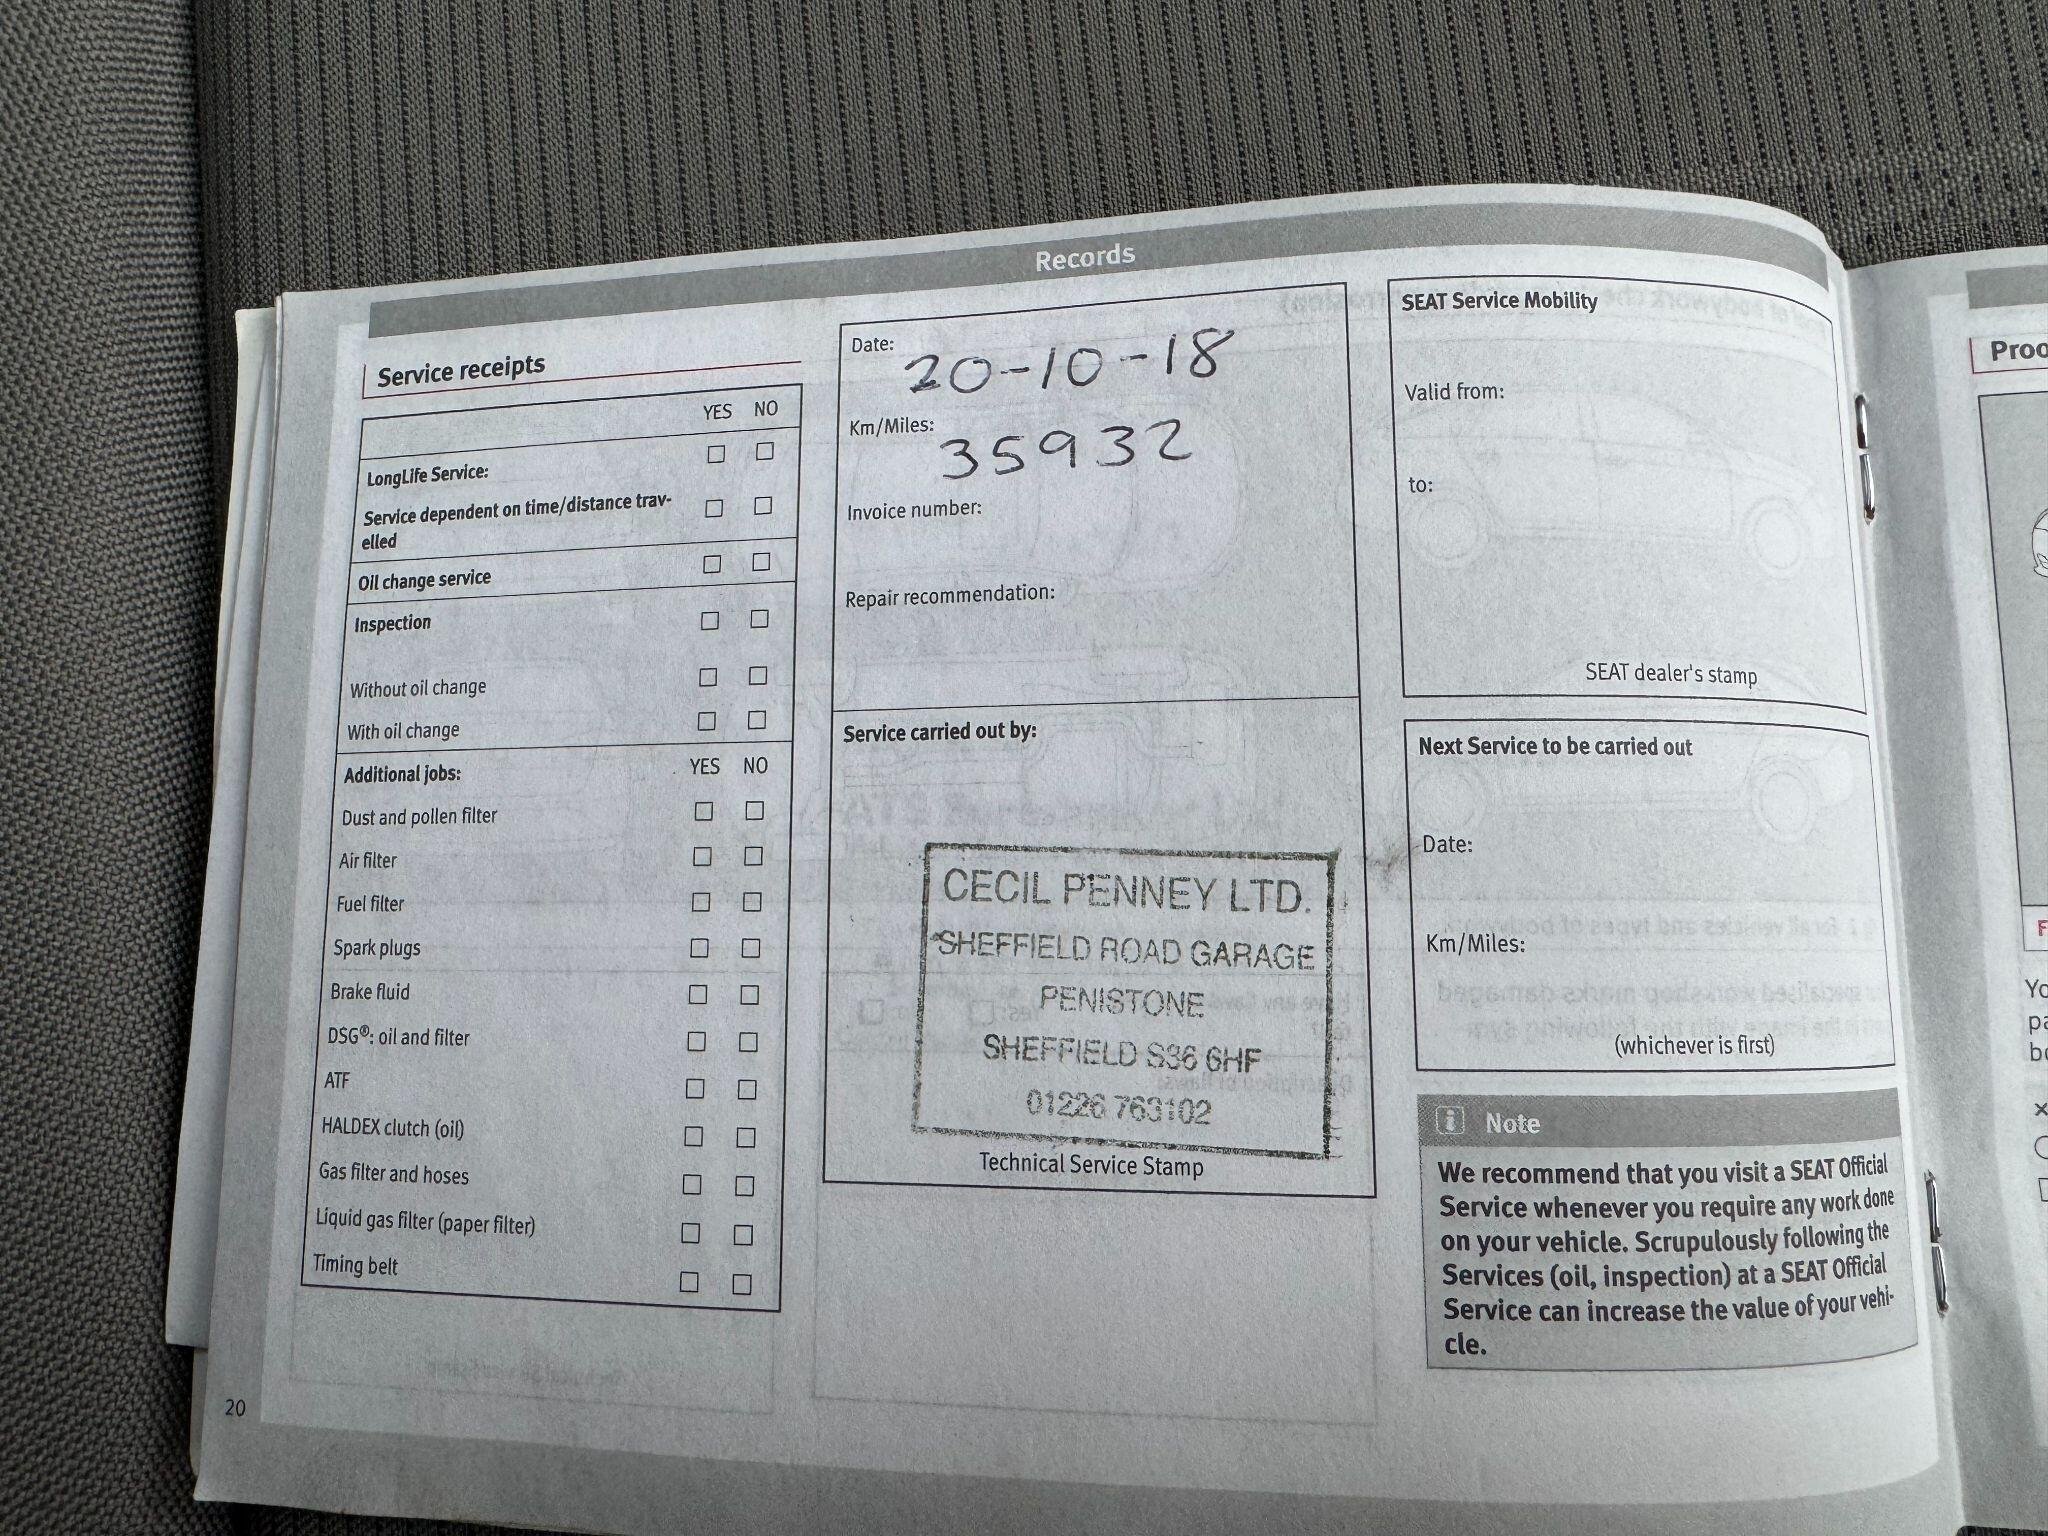 Records
Service receipts
YES NO
LongLife Service:
Service dependent on time/distance trav-
elled
Oil change service
Inspection
Without oil change
With oil change
Additional jobs: YES NO
Dust and pollen filter
Air filter
Fuel filter
Spark plugs
Brake fluid
DSG®: oil and filter
ATF
HALDEX clutch (oil)
Gas filter and hoses
Liquid gas filter (paper filter)
Timing belt
20
Date: 20-10-18
Km/Miles: 35932
Invoice number:
Repair recommendation:
Service carried out by:
CECIL PENNEY LTD.
SHEFFIELD ROAD GARAGE
PENISTONE
SHEFFIELD S36 6HF
01226 763102
Technical Service Stamp
SEAT Service Mobility
Valid from:
to:
SEAT dealer's stamp
Next Service to be carried out
Date:
Km/Miles:
(whichever is first)
i Note
We recommend that you visit a SEAT Official
Service whenever you require any work done
on your vehicle. Scrupulously following the
Services (oil, inspection) at a SEAT Official
Service can increase the value of your vehi-
cle.